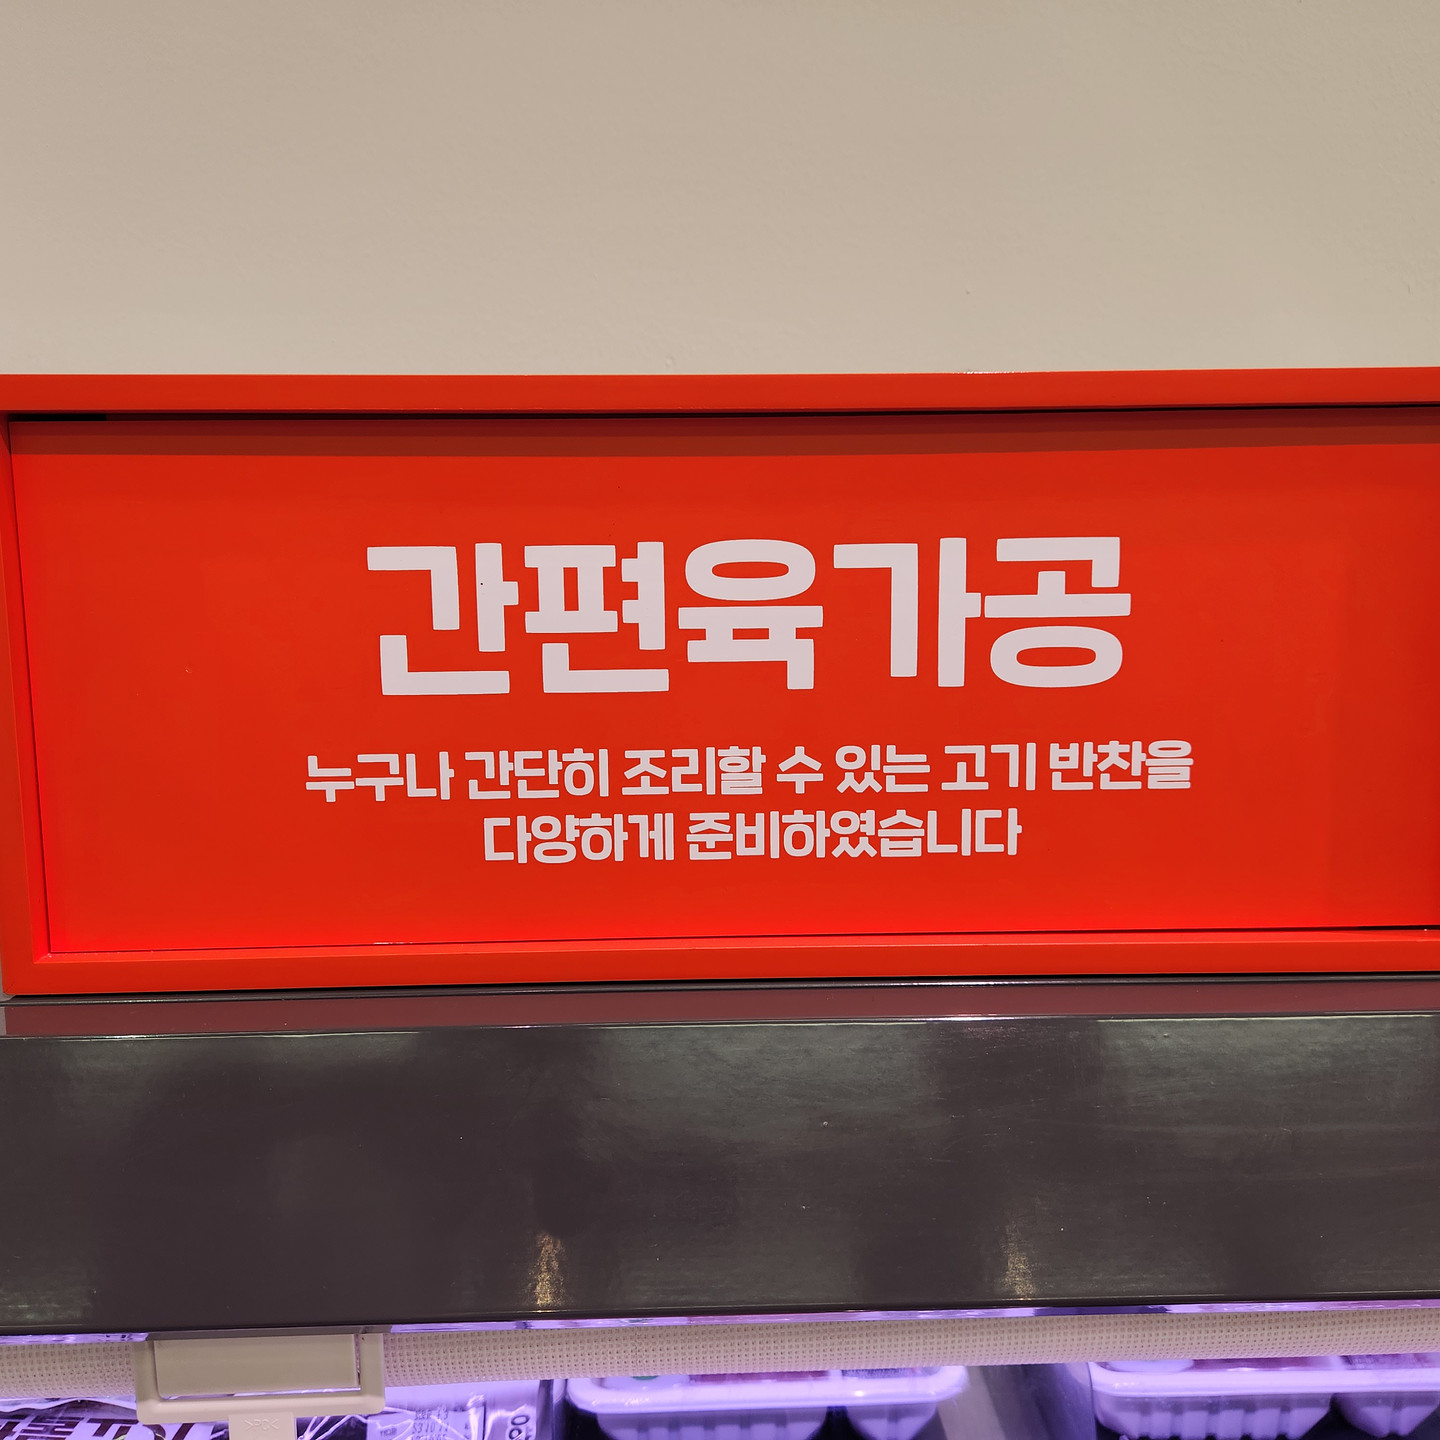 간편육가공
누구나 간단히 조리할 수 있는 고기 반찬을
다양하게 준비하였습니다